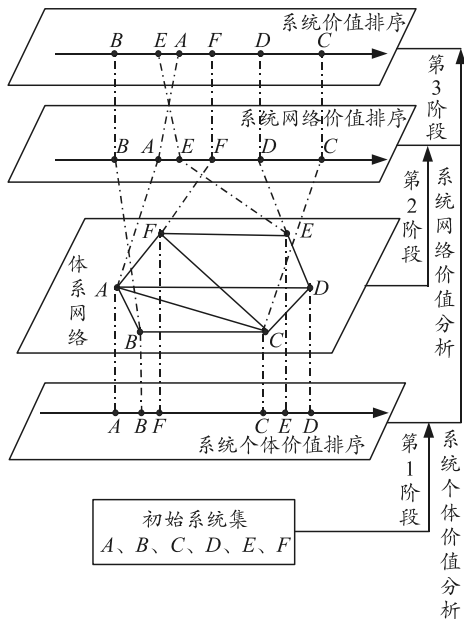 系统价值排序
B E A F D C
系统网络价值排序
B A E F D C
体系网络
F E
A D
B C
A B F C E D
系统个体价值排序
初始系统集
A、B、C、D、E、F
第3阶段
第2阶段
系统网络价值分析
第1阶段
系统个体价值分析